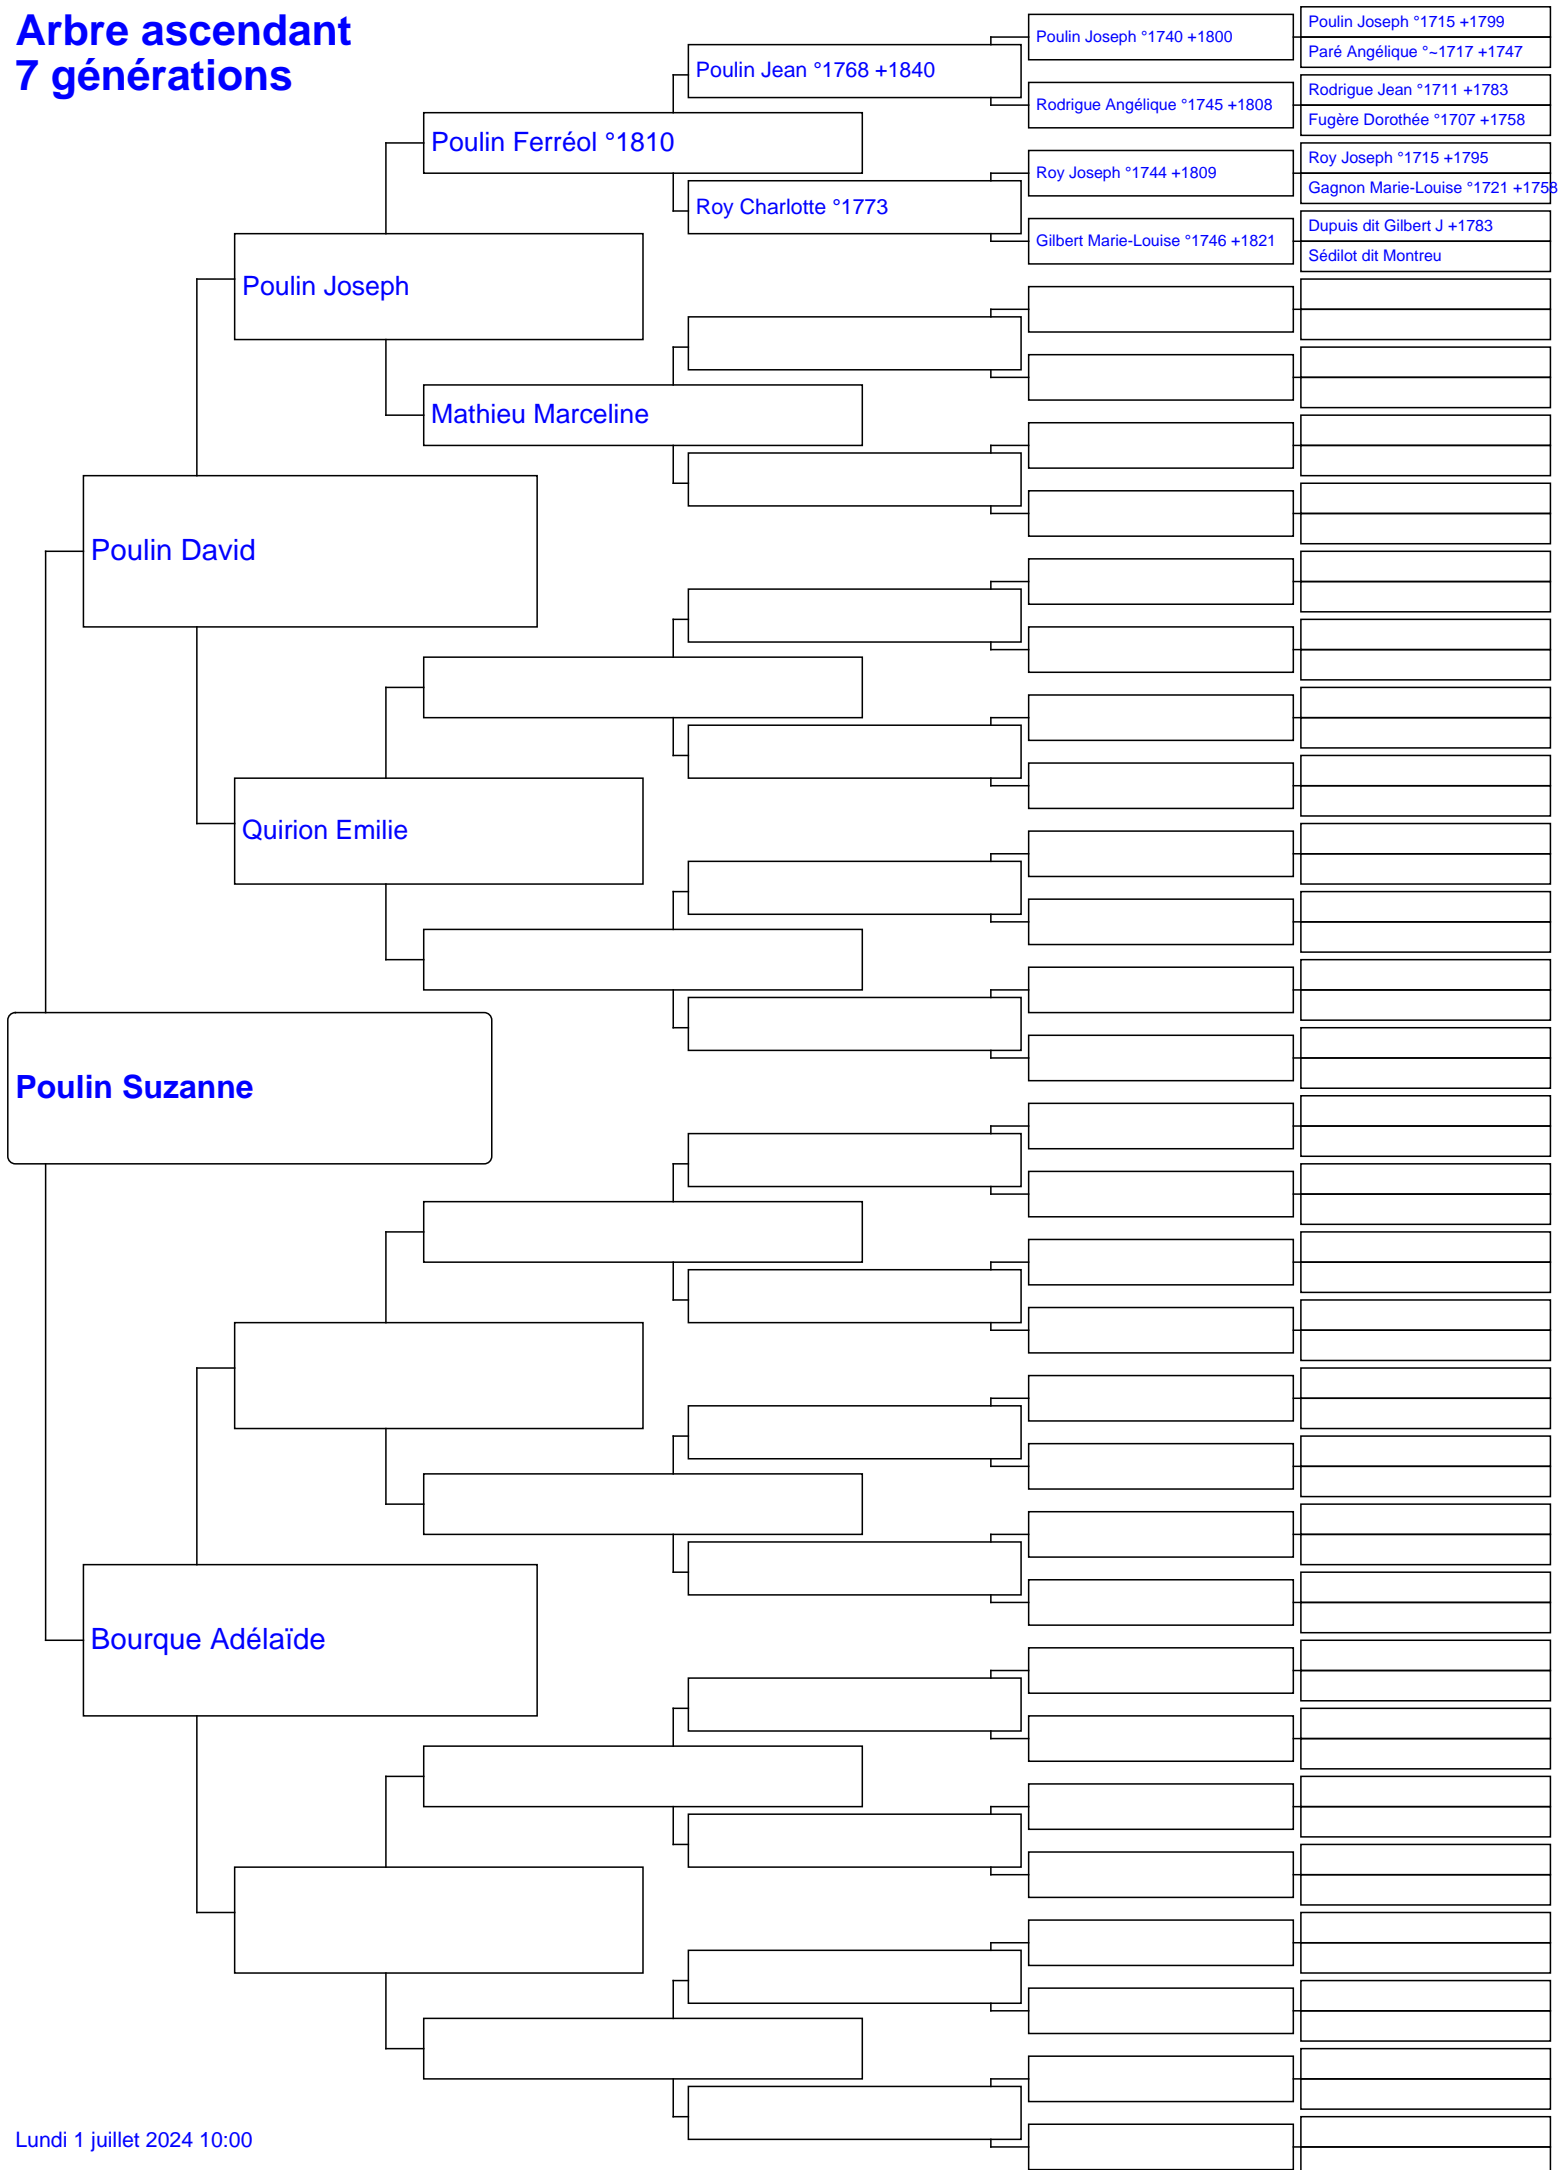 Arbre ascendant
7 générations
Poulin Joseph °1715 +1799
Poulin Joseph °1740 +1800
Paré Angélique °~1717 +1747
Poulin Jean °1768 +1840
Rodrigue Jean °1711 +1783
Rodrigue Angélique °1745 +1808
Fugère Dorothée °1707 +1758
Poulin Ferréol °1810
Roy Joseph °1715 +1795
Roy Joseph °1744 +1809
Gagnon Marie-Louise °1721 +1758
Roy Charlotte °1773
Dupuis dit Gilbert J +1783
Gilbert Marie-Louise °1746 +1821
Sédilot dit Montreu
Poulin Joseph
Mathieu Marceline
Poulin David
Quirion Emilie
Poulin Suzanne
Bourque Adélaïde
Lundi 1 juillet 2024 10:00